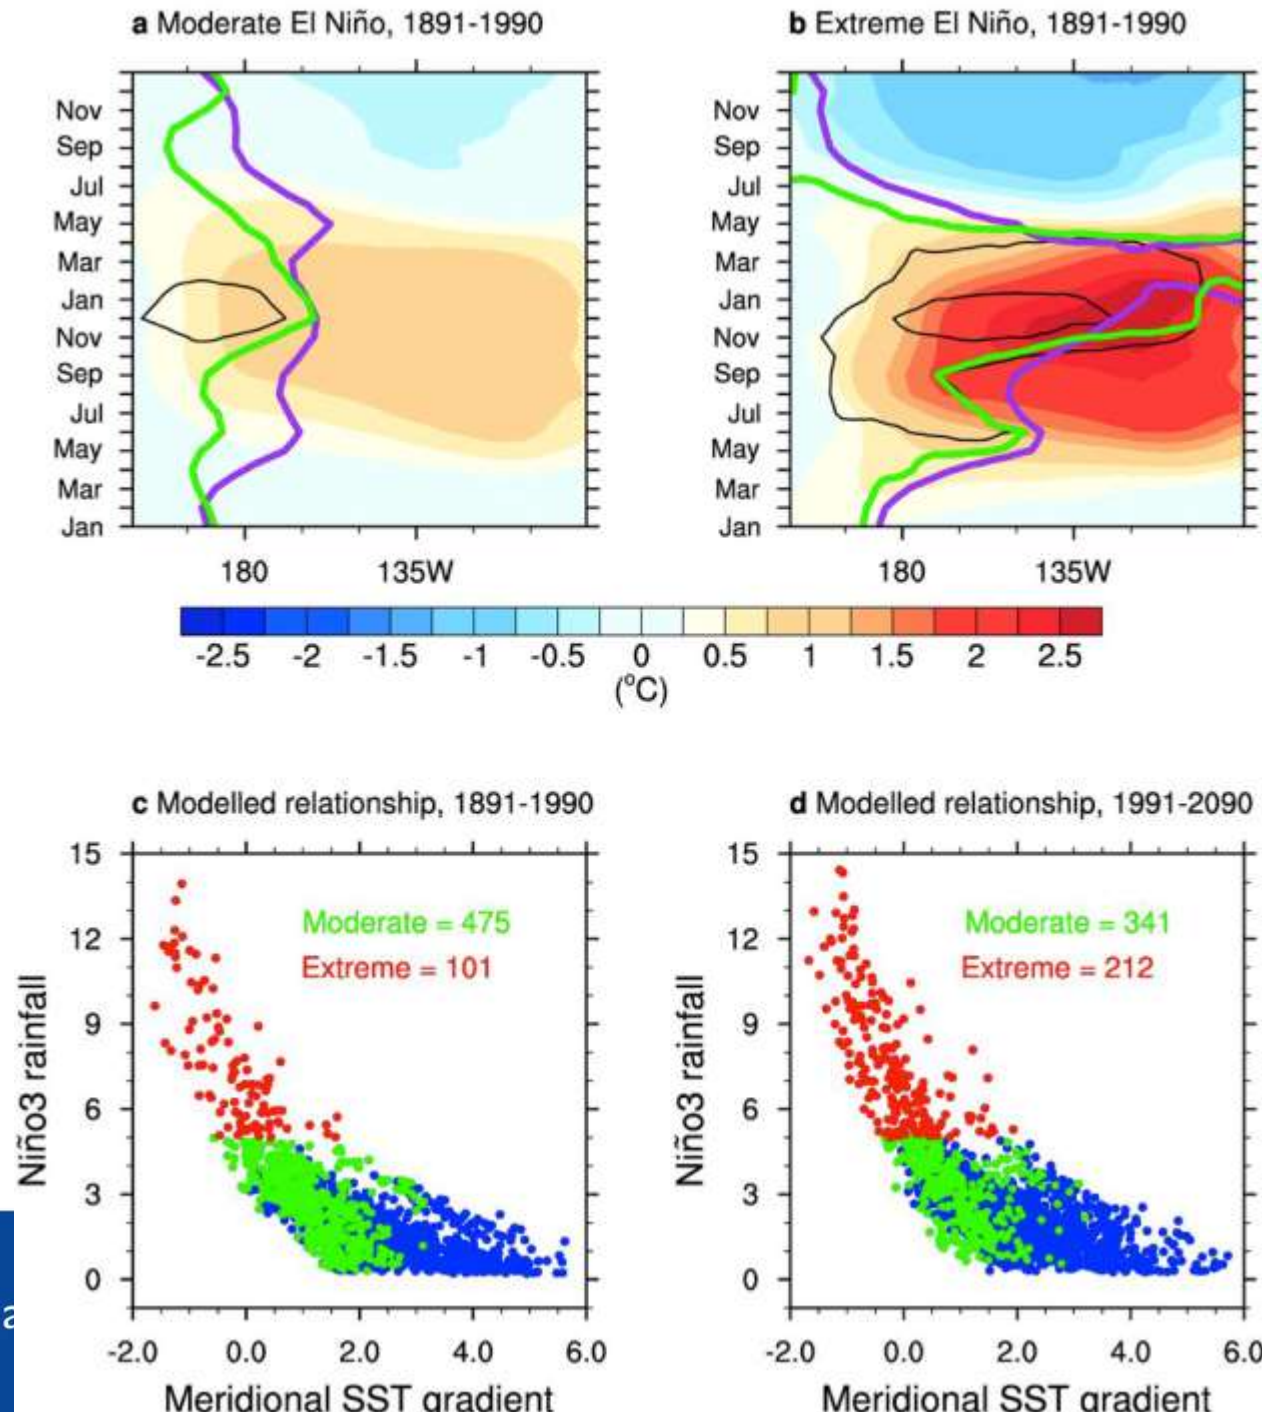 a Moderate El Niño, 1891-1990
Nov
Sep
Jul
May
Mar
Jan
Nov
Sep
Jul
May
Mar
Jan
180 135W
b Extreme El Niño, 1891-1990
Nov
Sep
Jul
May
Mar
Jan
Nov
Sep
Jul
May
Mar
Jan
180 135W
-2.5 -2 -1.5 -1 -0.5 0 0.5 1 1.5 2 2.5
(°C)
c Modelled relationship, 1891-1990
Moderate = 475
Extreme = 101
Niño3 rainfall
15
12
9
6
3
0
-2.0 0.0 2.0 4.0 6.0
Meridional SST gradient
d Modelled relationship, 1991-2090
Moderate = 341
Extreme = 212
Niño3 rainfall
15
12
9
6
3
0
-2.0 0.0 2.0 4.0 6.0
Meridional SST gradient